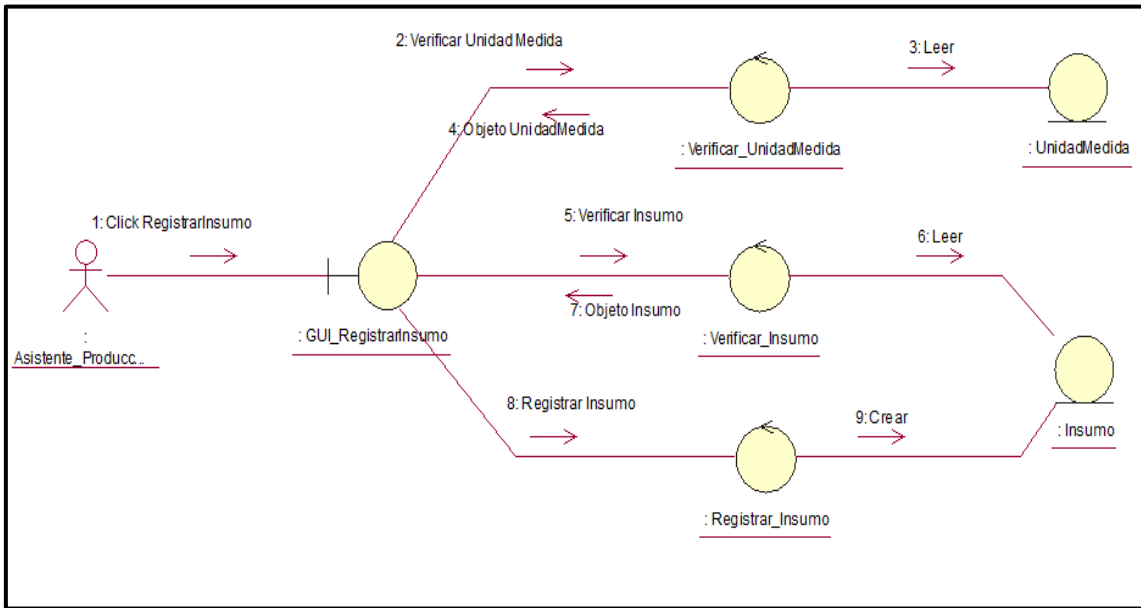 2: Verificar Unidad Medida
3: Leer
4: Objeto UnidadMedida
: Verificar_UnidadMedida
: UnidadMedida
1: Click RegistrarInsumo
5: Verificar Insumo
6: Leer
7: Objeto Insumo
: GUI_RegistrarInsumo
: Verificar_Insumo
:
Asistente_Producc...
8: Registrar Insumo
9: Crear
: Insumo
: Registrar_Insumo